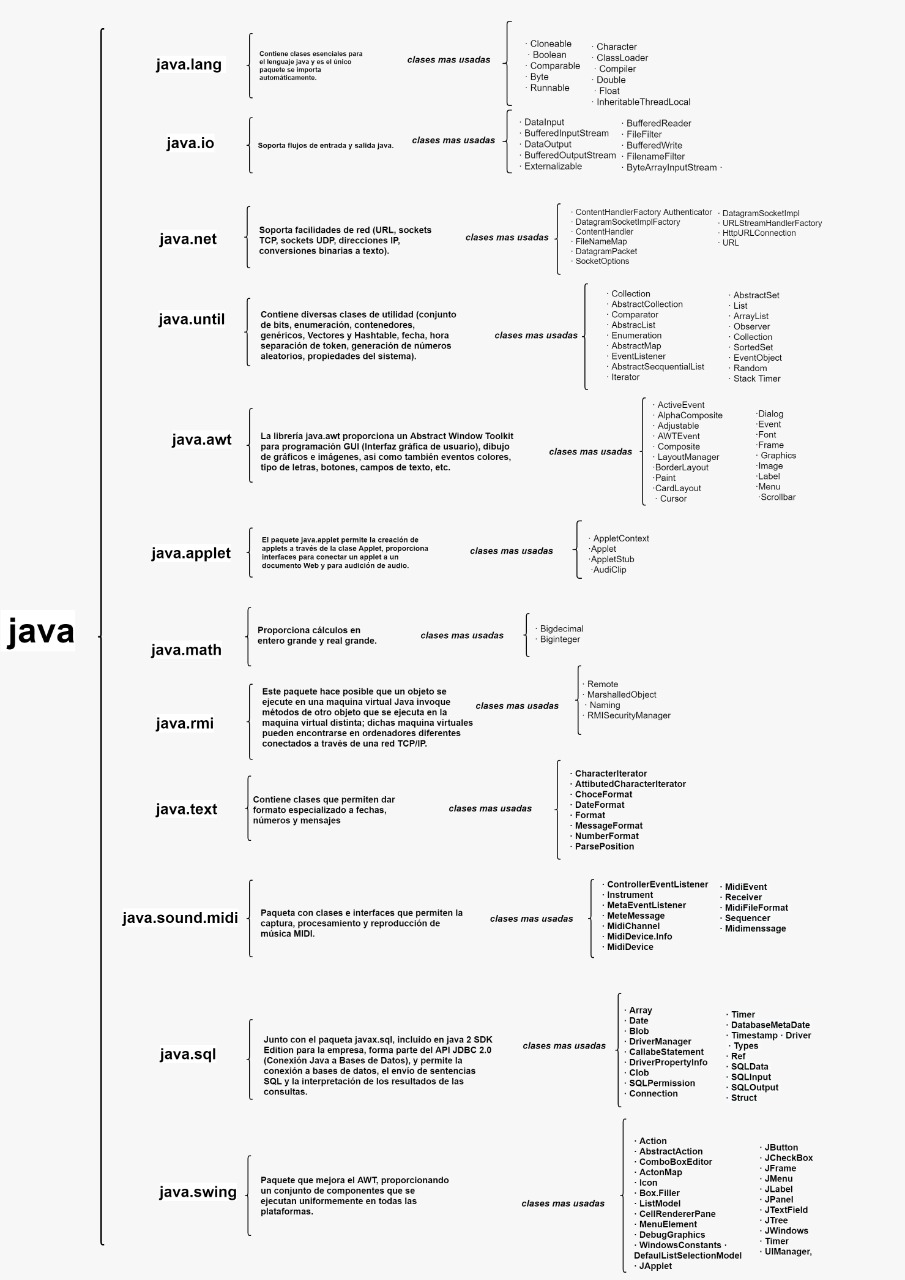 java
java.lang
Contiene clases esenciales para
el lenguaje java y es el único
paquete se importa
automáticamente.
clases mas usadas
· Cloneable
· Boolean
· Comparable
· Byte
· Runnable
· Character
· ClassLoader
· Compiler
· Double
· Float
· InheritableThreadLocal
java.io
Soporta flujos de entrada y salida java.
clases mas usadas
· DataInput
· BufferedInputStream
· DataOutput
· BufferedOutputStream
· Externalizable
· BufferedReader
· FileFilter
· BufferedWrite
· FilenameFilter
· ByteArrayInputStream ·
java.net
Soporta facilidades de red (URL, sockets
TCP, sockets UDP, direcciones IP,
conversiones binarias a texto).
clases mas usadas
· ContentHandlerFactory Authenticator
· DatagramSocketImplFactory
· ContentHandler
· FileNameMap
· DatagramPacket
· SocketOptions
· DatagramSocketImpl
· URLStreamHandlerFactory
· HttpURLConnection
· URL
java.until
Contiene diversas clases de utilidad (conjunto
de bits, enumeración, contenedores,
genéricos, Vectores y Hashtable, fecha, hora
separación de token, generación de números
aleatorios, propiedades del sistema).
clases mas usadas
· Collection
· AbstractCollection
· Comparator
· AbstracList
· Enumeration
· AbstractMap
· EventListener
· AbstractSecquentialList
· Iterator
· AbstractSet
· List
· ArrayList
· Observer
· Collection
· SortedSet
· EventObject
· Random
· Stack Timer
java.awt
La librería java.awt proporciona un Abstract Window Toolkit
para programación GUI (Interfaz gráfica de usuario), dibujo
de gráficos e imágenes, asi como también eventos colores,
tipo de letras, botones, campos de texto, etc.
clases mas usadas
· ActiveEvent
· AlphaComposite
· Adjustable
· AWTEvent
· Composite
· LayoutManager
·BorderLayout
·Paint
·CardLayout
· Cursor
·Dialog
·Event
·Font
·Frame
· Graphics
·Image
·Label
·Menu
·Scrollbar
java.applet
El paquete java.applet permite la creación de
applets a través de la clase Applet, proporciona
interfaces para conectar un applet a un
documento Web y para audición de audio.
clases mas usadas
· AppletContext
·Applet
·AppletStub
·AudiClip
java.math
Proporciona cálculos en
entero grande y real grande.
clases mas usadas
· Bigdecimal
· Biginteger
java.rmi
Este paquete hace posible que un objeto se
ejecute en una maquina virtual Java invoque
métodos de otro objeto que se ejecuta en la
maquina virtual distinta; dichas maquina virtuales
pueden encontrarse en ordenadores diferentes
conectados a través de una red TCP/IP.
clases mas usadas
· Remote
· MarshalledObject
· Naming
· RMISecurityManager
java.text
Contiene clases que permiten dar
formato especializado a fechas,
números y mensajes
clases mas usadas
· CharacterIterator
· AttibutedCharacterIterator
· ChoceFormat
· DateFormat
· Format
· MessageFormat
· NumberFormat
· ParsePosition
java.sound.midi
Paqueta con clases e interfaces que permiten la
captura, procesamiento y reproducción de
música MIDI.
clases mas usadas
· ControllerEventListener
· Instrument
· MetaEventListener
· MeteMessage
· MidiChannel
· MidiDevice.Info
· MidiDevice
· MidiEvent
· Receiver
· MidiFileFormat
· Sequencer
· Midimenssage
java.sql
Junto con el paqueta javax.sql, incluido en java 2 SDK
Edition para la empresa, forma parte del API JDBC 2.0
(Conexión Java a Bases de Datos), y permite la
conexión a bases de datos, el envío de sentencias
SQL y la interpretación de los resultados de las
consultas.
clases mas usadas
· Array
· Date
· Blob
· DriverManager
· CallabeStatement
· DriverPropertyInfo
· Clob
· SQLPermission
· Connection
· Timer
· DatabaseMetaDate
· Timestamp · Driver
· Types
· Ref
· SQLData
· SQLInput
· SQLOutput
· Struct
java.swing
Paquete que mejora el AWT, proporcionando
un conjunto de componentes que se
ejecutan uniformemente en todas las
plataformas.
clases mas usadas
· Action
· AbstractAction
· ComboBoxEditor
· ActonMap
· Icon
· Box.Filler
· ListModel
· CellRendererPane
· MenuElement
· DebugGraphics
· WindowsConstants ·
DefaulListSelectionModel
· JApplet
· JButton
· JCheckBox
· JFrame
· JMenu
· JLabel
· JPanel
· JTextField
· JTree
· JWindows
· Timer
· UIManager,